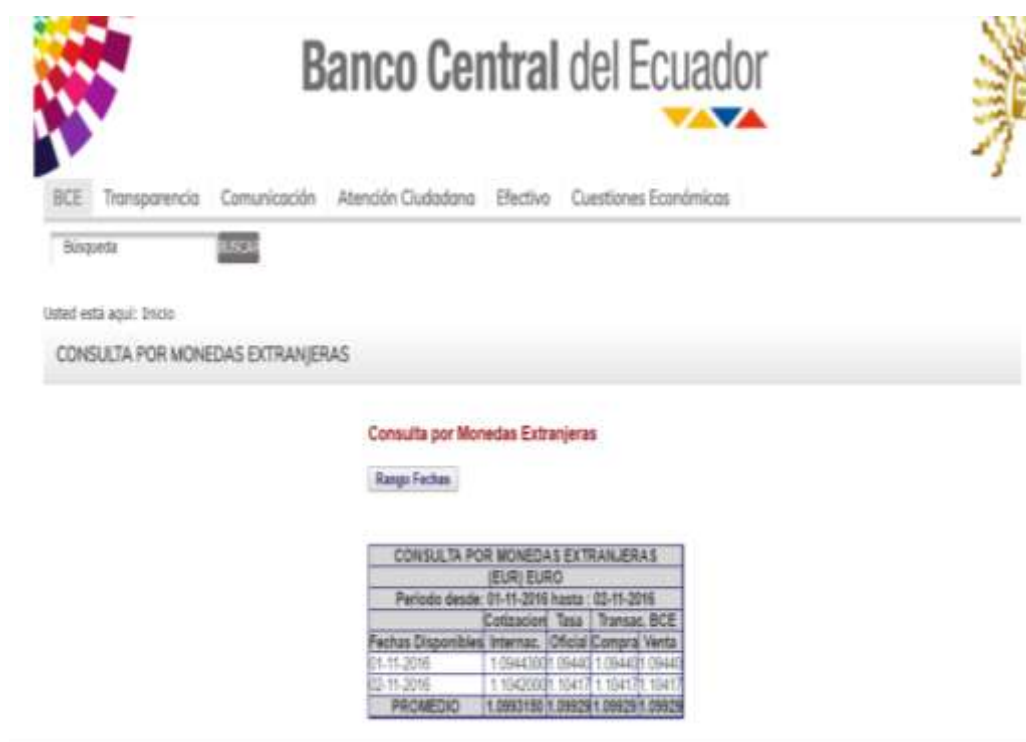 Banco Central del Ecuador
BCE Transparencia Comunicación Atención Ciudadana Efectivo Cuestiones Económicas
Búsqueda BUSCAR
Usted está aquí: Inicio
CONSULTA POR MONEDAS EXTRANJERAS
Consulta por Monedas Extranjeras
Rango Fechas
CONSULTA POR MONEDAS EXTRANJERAS
(EUR) EURO
Periodo desde: 01-11-2016 hasta : 02-11-2016
Cotizacion Tasa Transac. BCE
Fechas Disponibles Internac. Oficial Compra Venta
01-11-2016 1.0944300 1.09440 1.09440 1.09440
02-11-2016 1.1042000 1.10417 1.10417 1.10417
PROMEDIO 1.0993150 1.09929 1.09929 1.09929